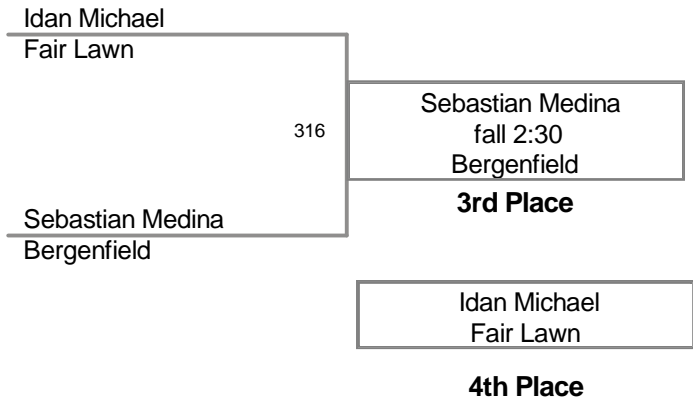 Idan Michael
Fair Lawn
316
Sebastian Medina
fall 2:30
Bergenfield
3rd Place
Sebastian Medina
Bergenfield
Idan Michael
Fair Lawn
4th Place